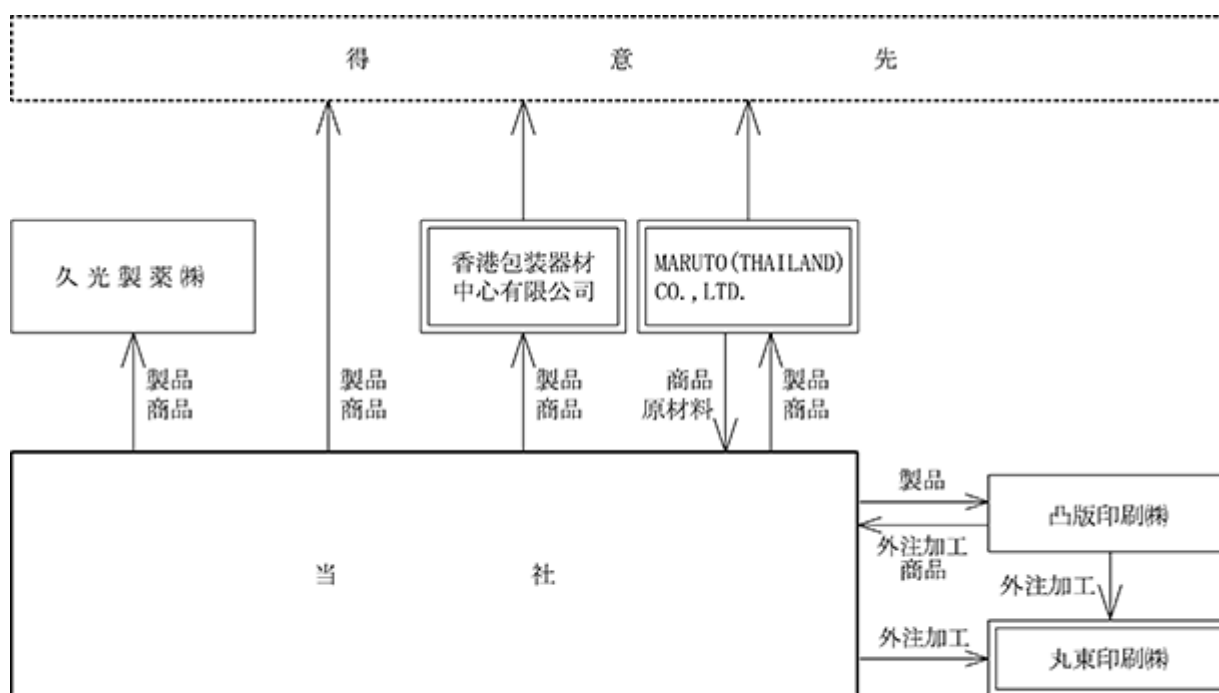 得意先
久光製薬㈱
香港包装器材
中心有限公司
MARUTO(THAILAND)
CO.,LTD.
製品
商品
製品
商品
製品
商品
商品
原材料
製品
商品
製品
凸版印刷㈱
外注加工
商品
外注加工
当社
外注加工
丸東印刷㈱